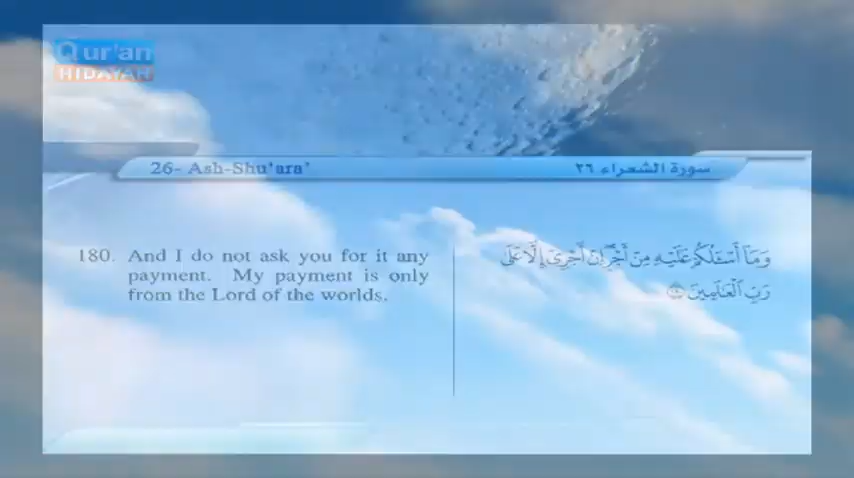 Qur'an
HIDAYAH
26- Ash-Shu'ara'
سورة الشعراء ٢٦
180. And I do not ask you for it any
payment. My payment is only
from the Lord of the worlds.
وَمَآ أَسْـَٔلُكُمْ عَلَيْهِ مِنْ أَجْرٍ إِنْ أَجْرِىَ إِلَّا عَلَىٰ
رَبِّ ٱلْعَـٰلَمِينَ ١٨٠